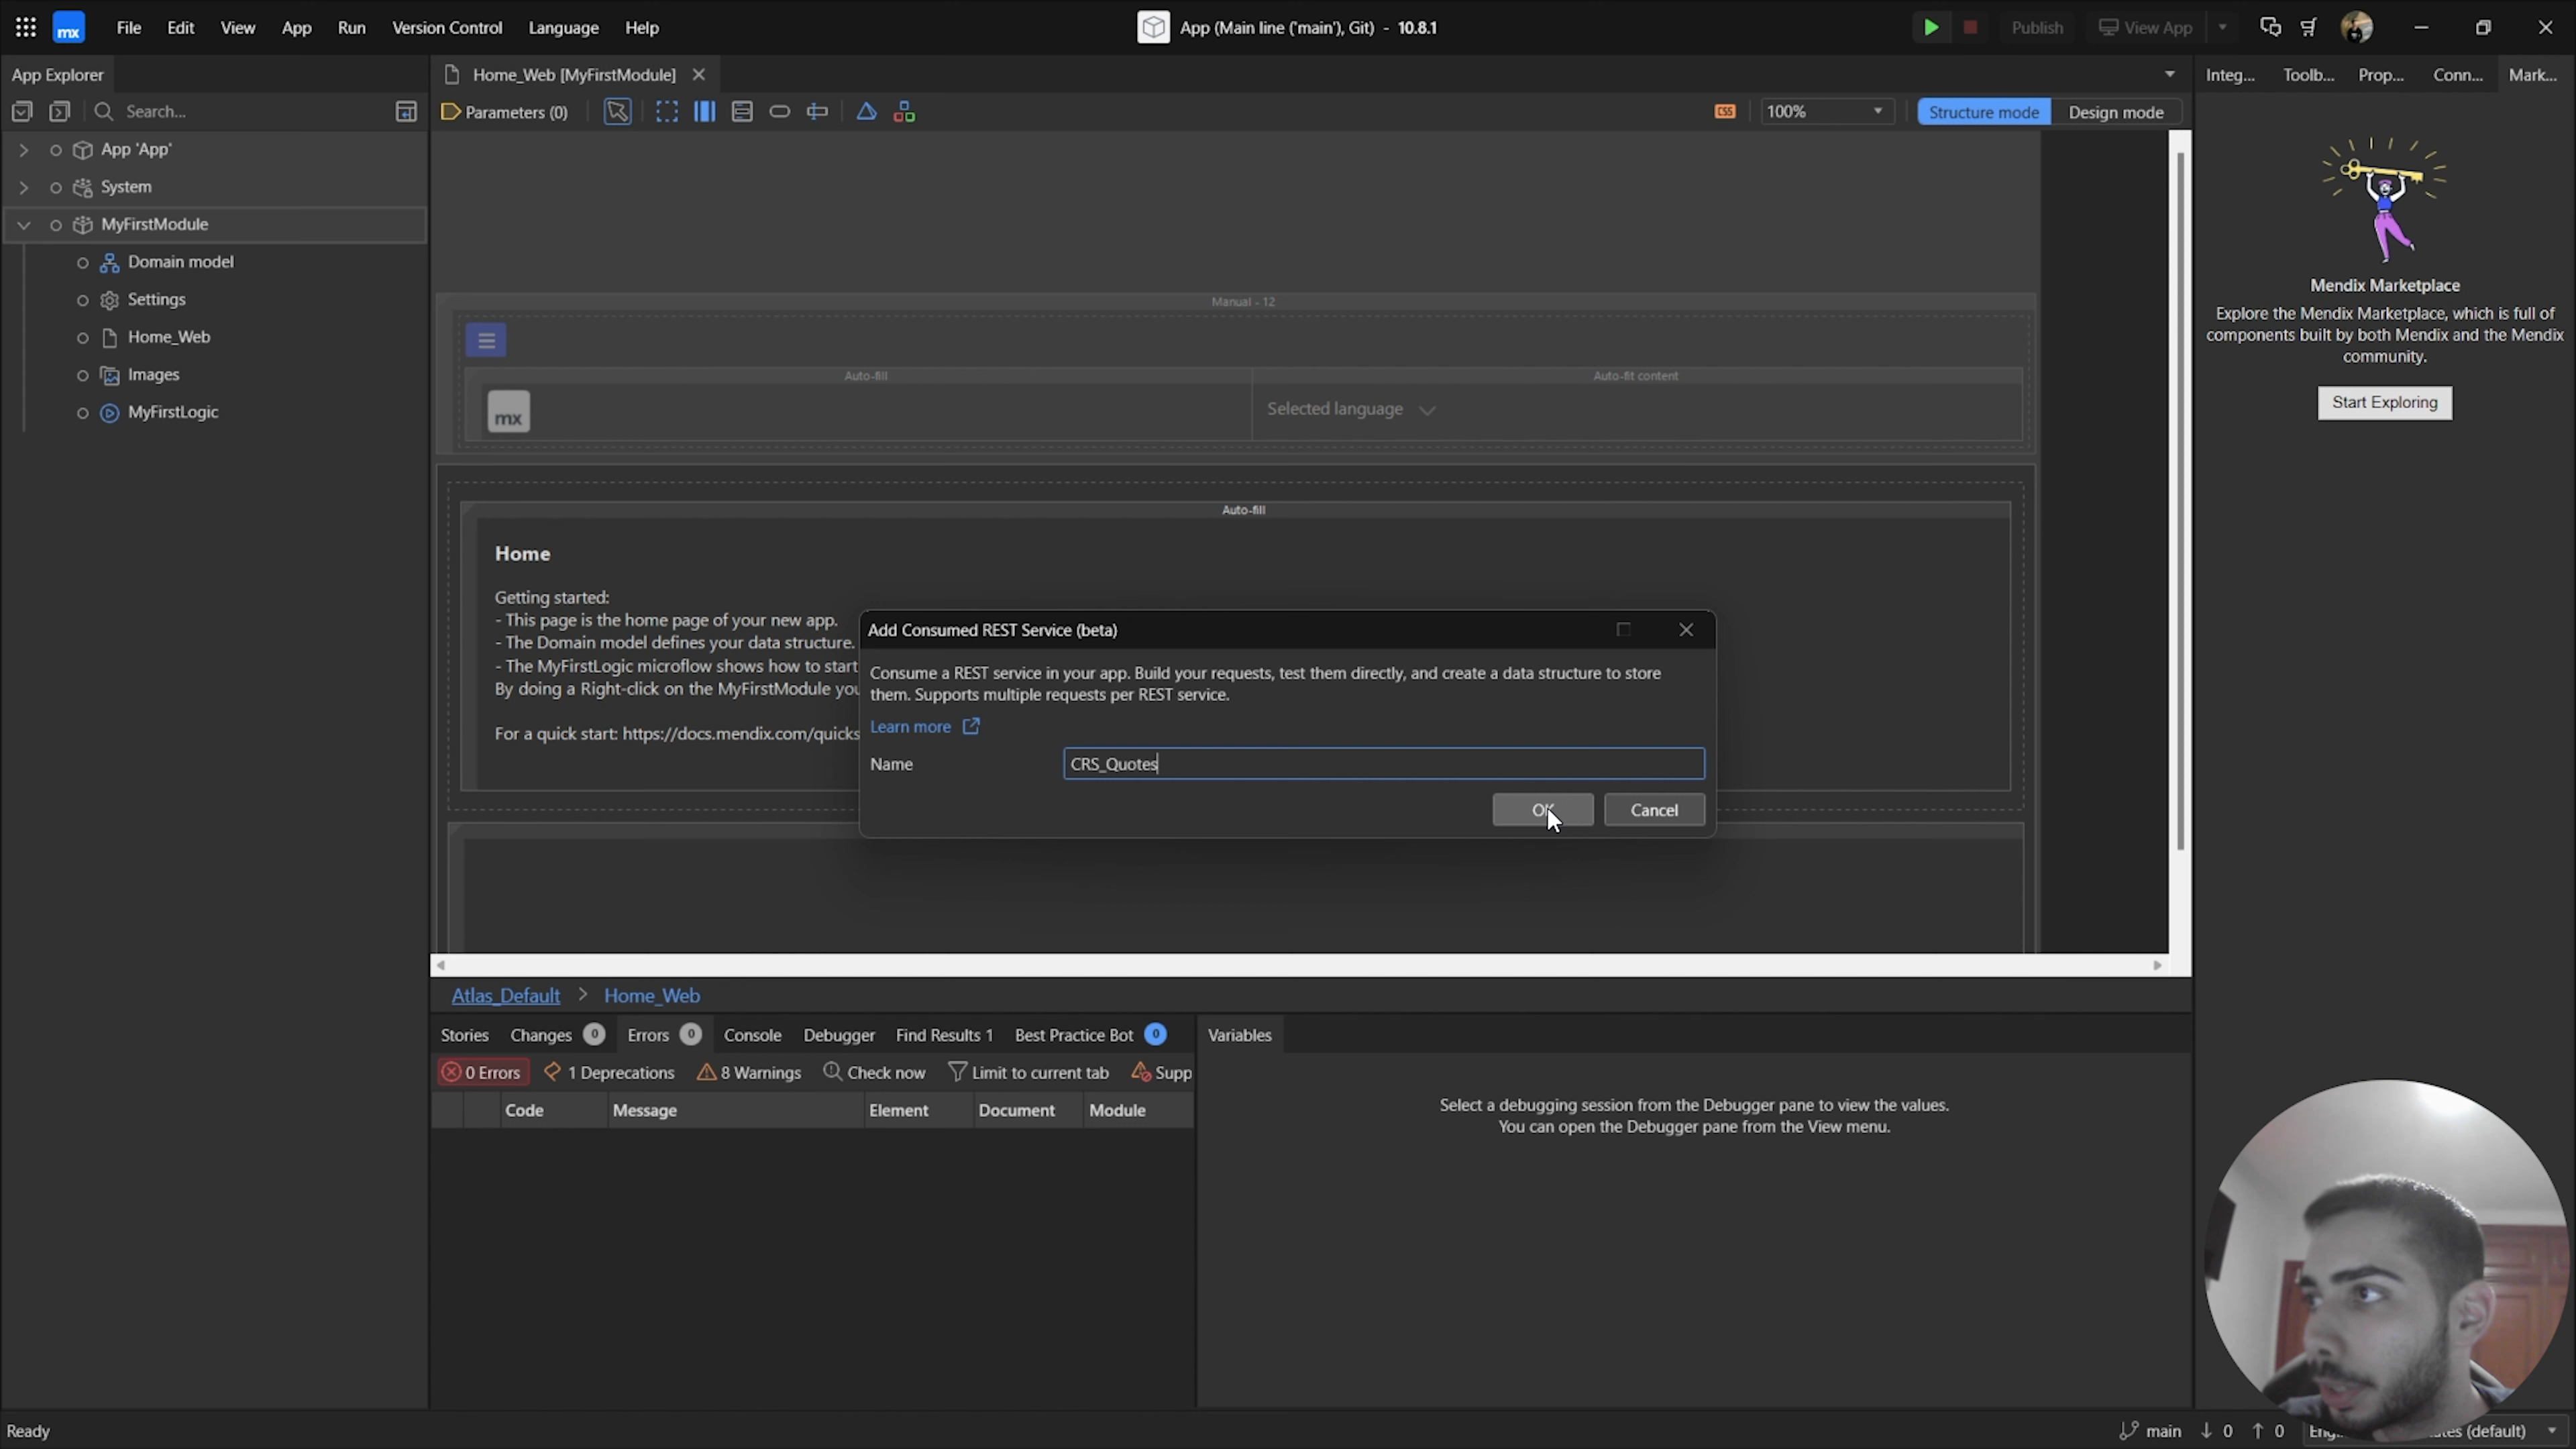 mx File Edit View App Run Version Control Language Help
App (Main line ('main'), Git) - 10.8.1
Publish View App
App Explorer
Home_Web [MyFirstModule]
Integ... Toolb... Prop... Conn... Mark...
Search...
Parameters (0)
CSS 100% Structure mode Design mode
App 'App'
System
MyFirstModule
Domain model
Settings
Home_Web
Images
MyFirstLogic
Manual - 12
Auto-fill
Auto-fit content
mx
Selected language
Auto-fill
Home
Getting started:
- This page is the home page of your new app.
- The Domain model defines your data structure.
- The MyFirstLogic microflow shows how to start
By doing a Right-click on the MyFirstModule you
For a quick start: https://docs.mendix.com/quicks
Add Consumed REST Service (beta)
Consume a REST service in your app. Build your requests, test them directly, and create a data structure to store
them. Supports multiple requests per REST service.
Learn more
Name CRS_Quotes
OK Cancel
Mendix Marketplace
Explore the Mendix Marketplace, which is full of
components built by both Mendix and the Mendix
community.
Start Exploring
Atlas_Default > Home_Web
Stories Changes 0 Errors 0 Console Debugger Find Results 1 Best Practice Bot 0
Variables
0 Errors 1 Deprecations 8 Warnings Check now Limit to current tab Supp
Code Message Element Document Module
Select a debugging session from the Debugger pane to view the values.
You can open the Debugger pane from the View menu.
Ready
main 0 0 (default)